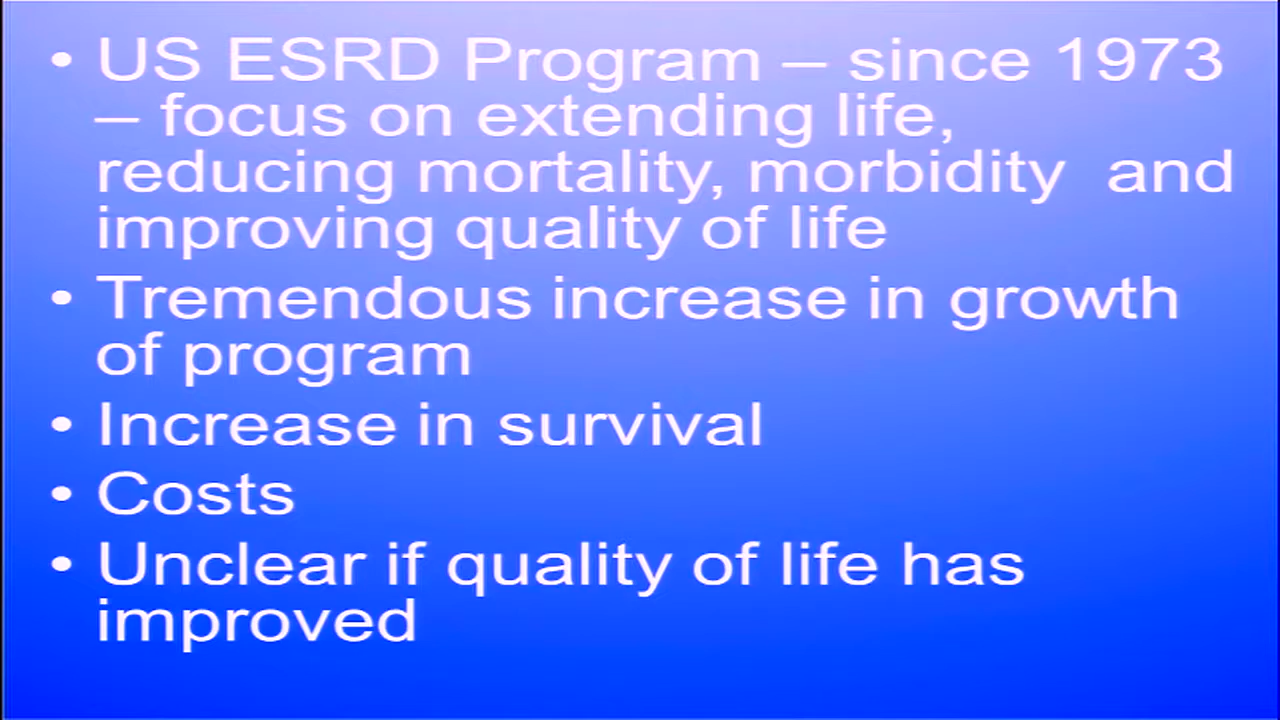 • US ESRD Program – since 1973
– focus on extending life,
reducing mortality, morbidity  and
improving quality of life
• Tremendous increase in growth
of program
• Increase in survival
• Costs
• Unclear if quality of life has
improved